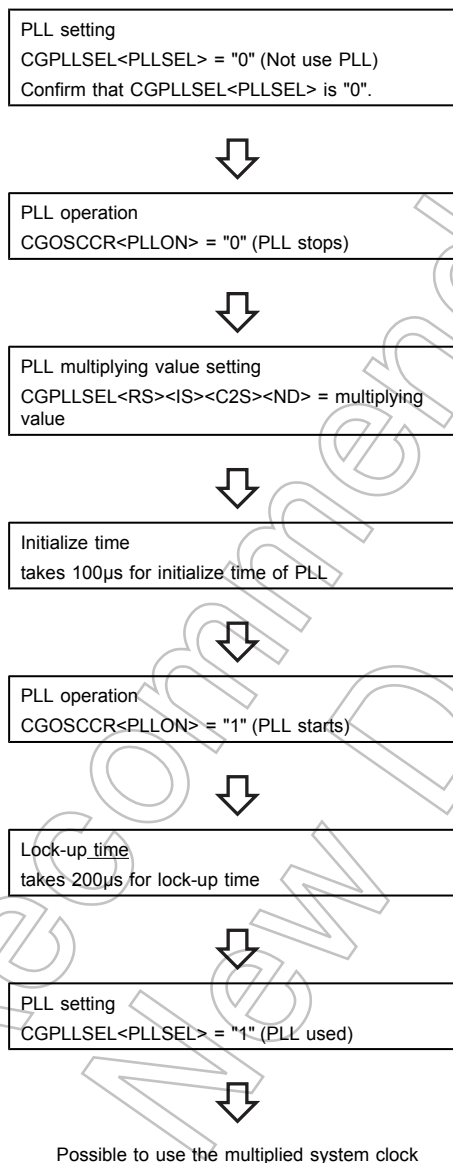 PLL setting
CGPLLSEL<PLLSEL> = "0" (Not use PLL)
Confirm that CGPLLSEL<PLLSEL> is "0".
PLL operation
CGOSCCR<PLLON> = "0" (PLL stops)
PLL multiplying value setting
CGPLLSEL<RS><IS><C2S><ND> = multiplying
value
Initialize time
takes 100µs for initialize time of PLL
PLL operation
CGOSCCR<PLLON> = "1" (PLL starts)
Lock-up time
takes 200µs for lock-up time
PLL setting
CGPLLSEL<PLLSEL> = "1" (PLL used)
Possible to use the multiplied system clock